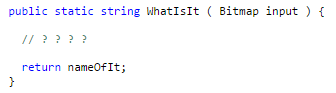 public static string WhatIsIt ( Bitmap input ) {
// ? ? ? ?
return nameOfIt;
}